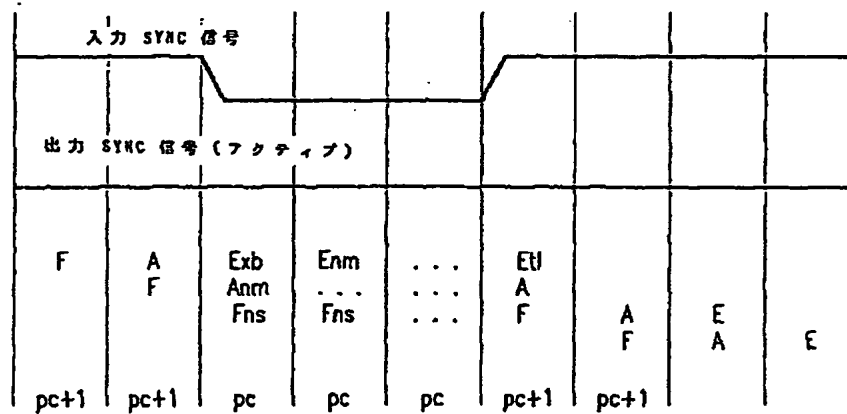 入力 SYNC 信号
出力 SYNC 信号 (アクティブ)
F A Exb Enm ... Etl
F Anm ... ... A
Fns Fns ... F A E
F A E
pc+1 pc+1 pc pc pc pc+1 pc+1